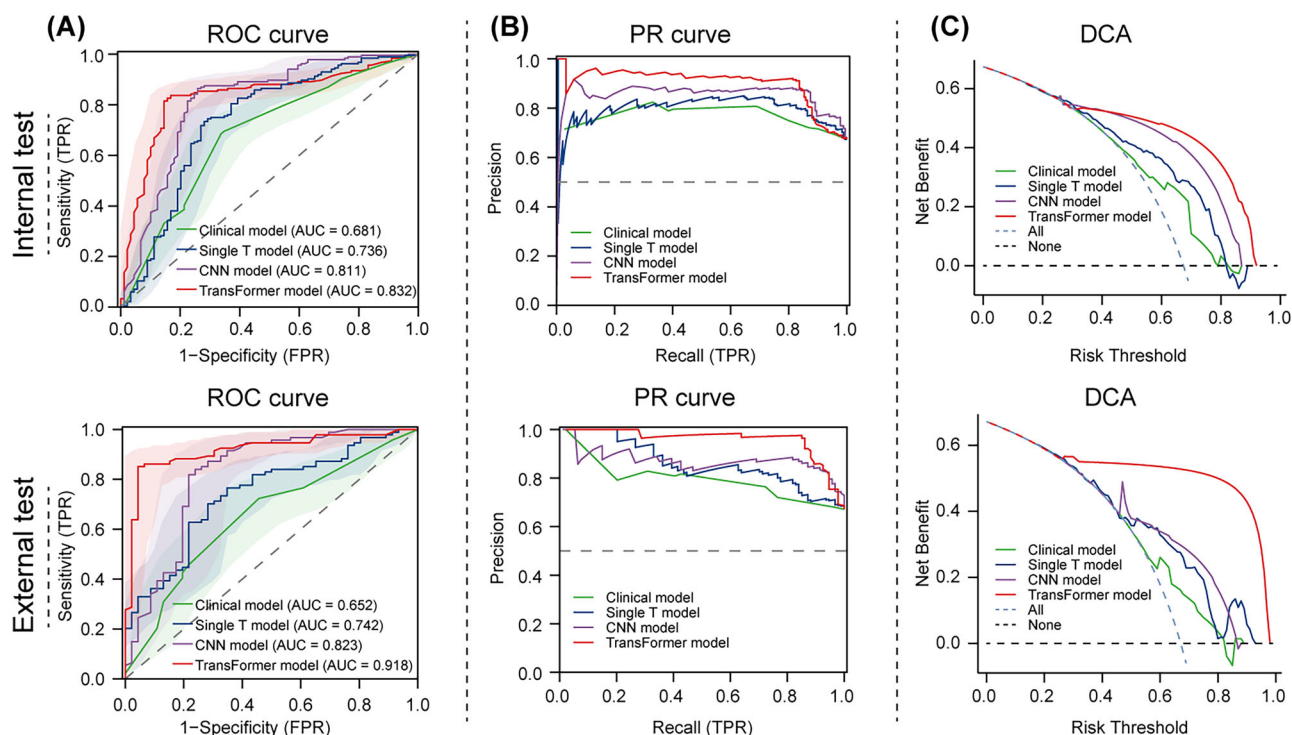 (A)
ROC curve
Internal test
Sensitivity (TPR)
1.0
0.8
0.6
0.4
0.2
0.0
Clinical model (AUC = 0.681)
Single T model (AUC = 0.736)
CNN model (AUC = 0.811)
TransFormer model (AUC = 0.832)
0.0 0.2 0.4 0.6 0.8 1.0
1−Specificity (FPR)
(B)
PR curve
Precision
1.0
0.8
0.6
0.4
0.2
0.0
Clinical model
Single T model
CNN model
TransFormer model
0.0 0.2 0.4 0.6 0.8 1.0
Recall (TPR)
(C)
DCA
Net Benefit
0.6
0.4
0.2
0.0
Clinical model
Single T model
CNN model
TransFormer model
All
None
0.0 0.2 0.4 0.6 0.8 1.0
Risk Threshold
ROC curve
External test
Sensitivity (TPR)
1.0
0.8
0.6
0.4
0.2
0.0
Clinical model (AUC = 0.652)
Single T model (AUC = 0.742)
CNN model (AUC = 0.823)
TransFormer model (AUC = 0.918)
0.0 0.2 0.4 0.6 0.8 1.0
1−Specificity (FPR)
PR curve
Precision
1.0
0.8
0.6
0.4
0.2
0.0
Clinical model
Single T model
CNN model
TransFormer model
0.0 0.2 0.4 0.6 0.8 1.0
Recall (TPR)
DCA
Net Benefit
0.6
0.4
0.2
0.0
Clinical model
Single T model
CNN model
TransFormer model
All
None
0.0 0.2 0.4 0.6 0.8 1.0
Risk Threshold